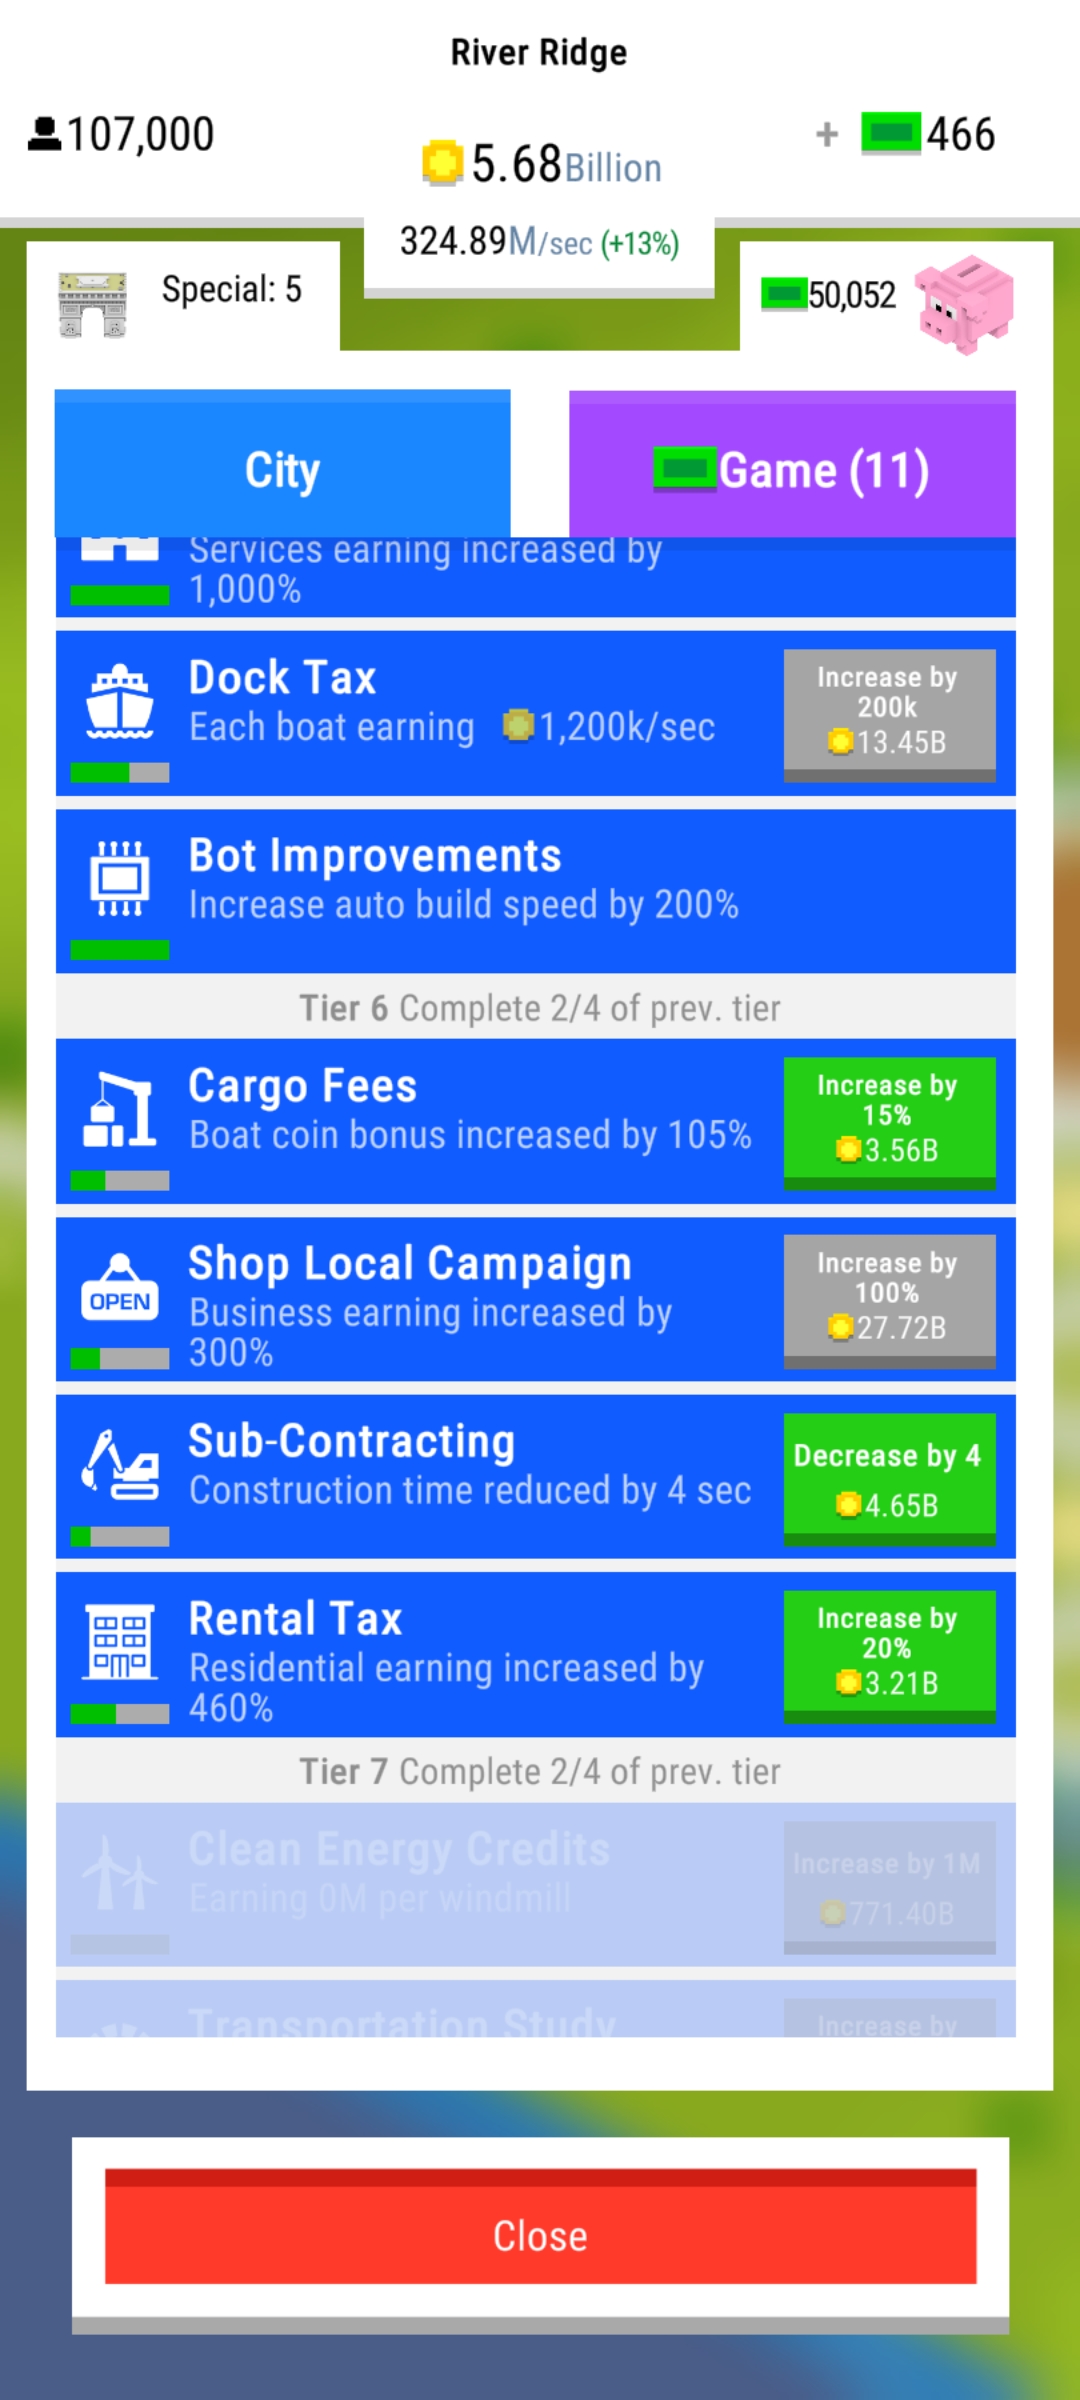 River Ridge
107,000
5.68Billion
+ 466
324.89M/sec (+13%)
Special: 5
50,052
City
Game (11)
Services earning increased by
1,000%
Dock Tax
Each boat earning 1,200k/sec
Increase by
200k
13.45B
Bot Improvements
Increase auto build speed by 200%
Tier 6 Complete 2/4 of prev. tier
Cargo Fees
Boat coin bonus increased by 105%
Increase by
15%
3.56B
OPEN
Shop Local Campaign
Business earning increased by
300%
Increase by
100%
27.72B
Sub-Contracting
Construction time reduced by 4 sec
Decrease by 4
4.65B
Rental Tax
Residential earning increased by
460%
Increase by
20%
3.21B
Tier 7 Complete 2/4 of prev. tier
Clean Energy Credits
Earning 0M per windmill
Increase by 1M
771.40B
Transportation Study
Increase by
Close